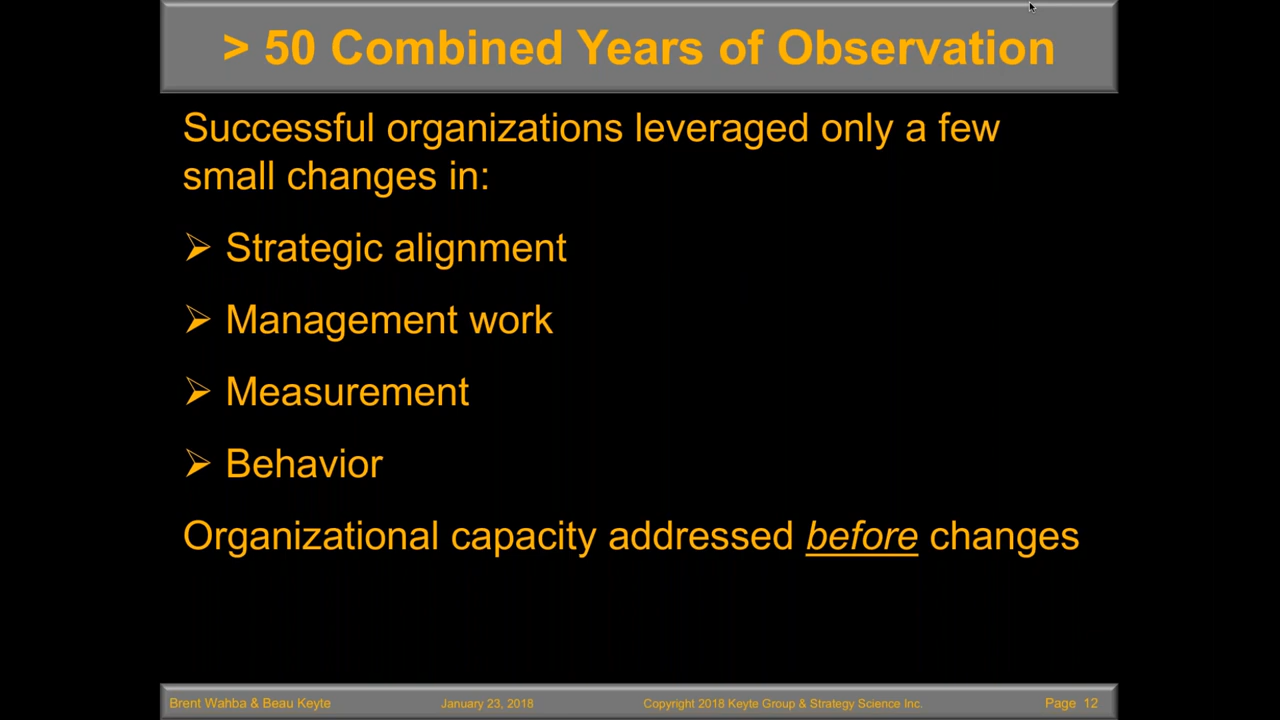 > 50 Combined Years of Observation
Successful organizations leveraged only a few
small changes in:
➢ Strategic alignment
➢ Management work
➢ Measurement
➢ Behavior
Organizational capacity addressed before changes
Brent Wahba & Beau Keyte January 23, 2018 Copyright 2018 Keyte Group & Strategy Science Inc. Page 12